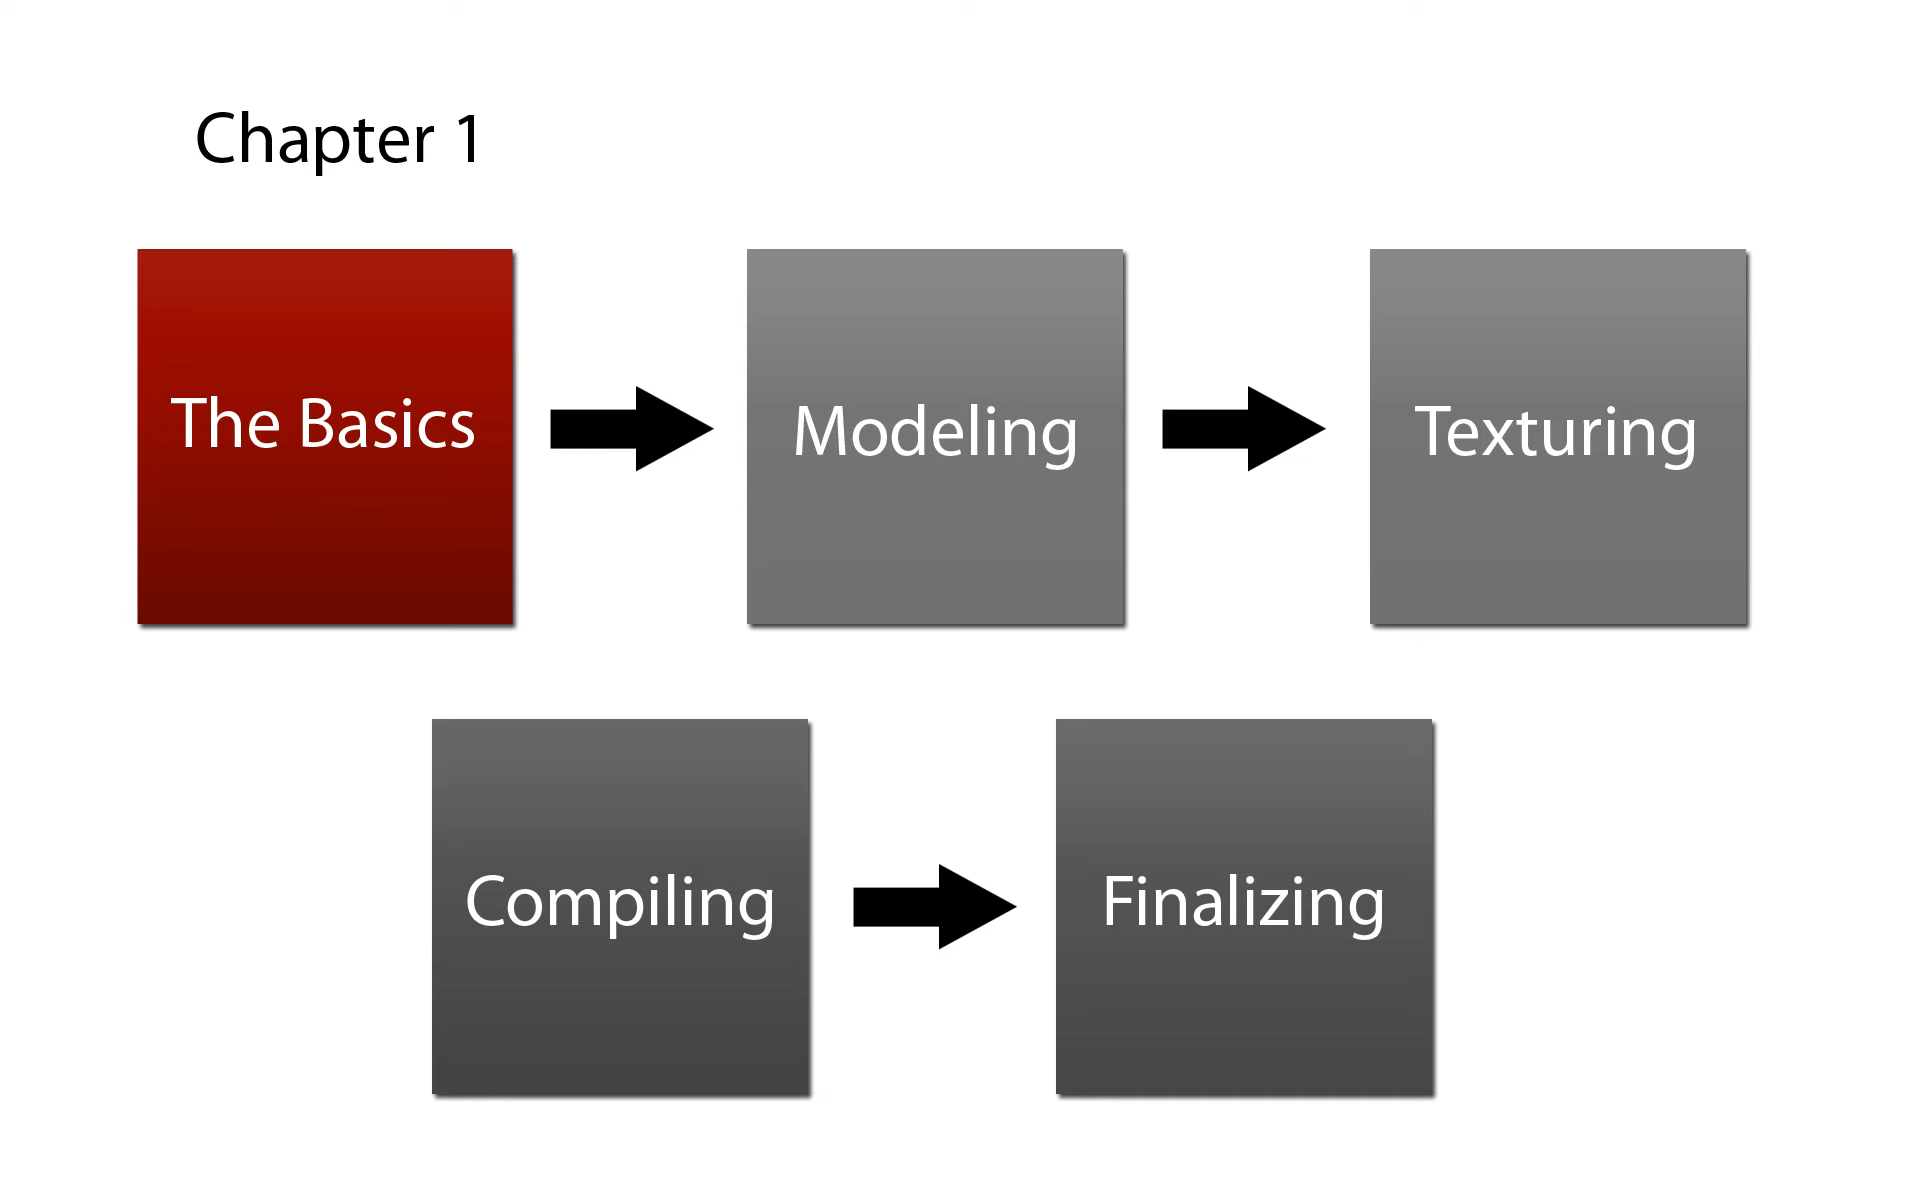 Chapter 1
The Basics
Modeling
Texturing
Compiling
Finalizing